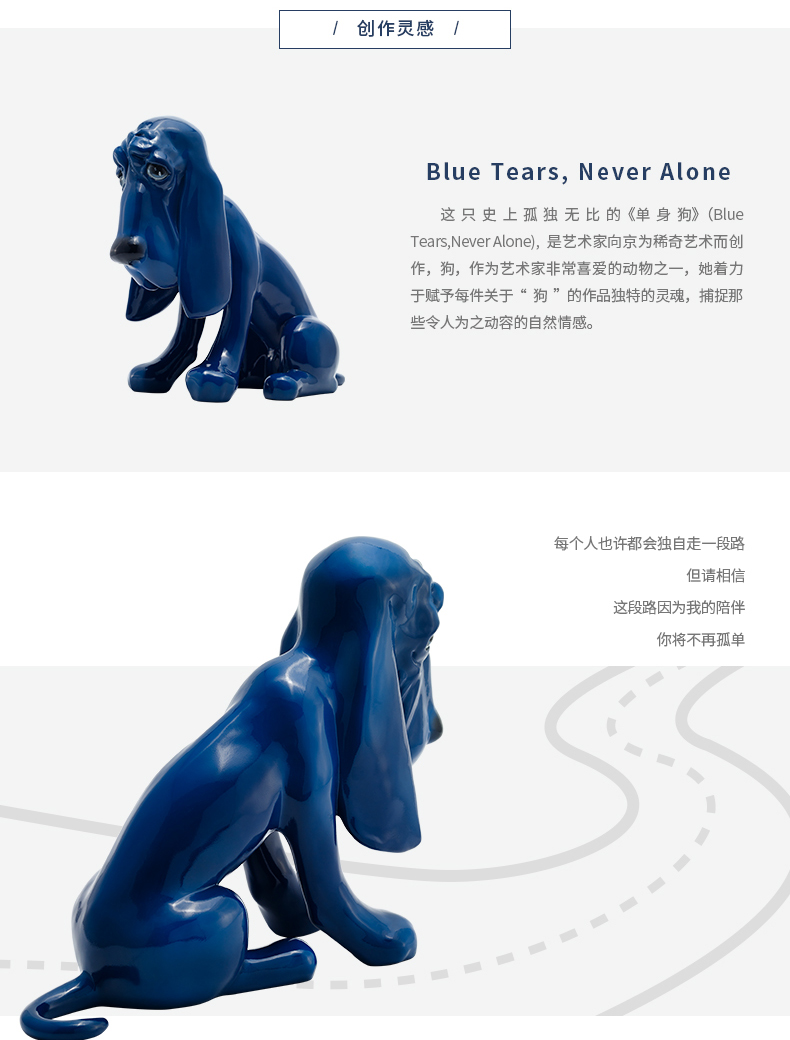 / 创作灵感 /
Blue Tears, Never Alone
这只史上孤独无比的《单身狗》（Blue
Tears,Never Alone），是艺术家向京为稀奇艺术而创
作，狗，作为艺术家非常喜爱的动物之一，她着力
于赋予每件关于“狗”的作品独特的灵魂，捕捉那
些令人为之动容的自然情感。
每个人也许都会独自走一段路
但请相信
这段路因为我的陪伴
你将不再孤单